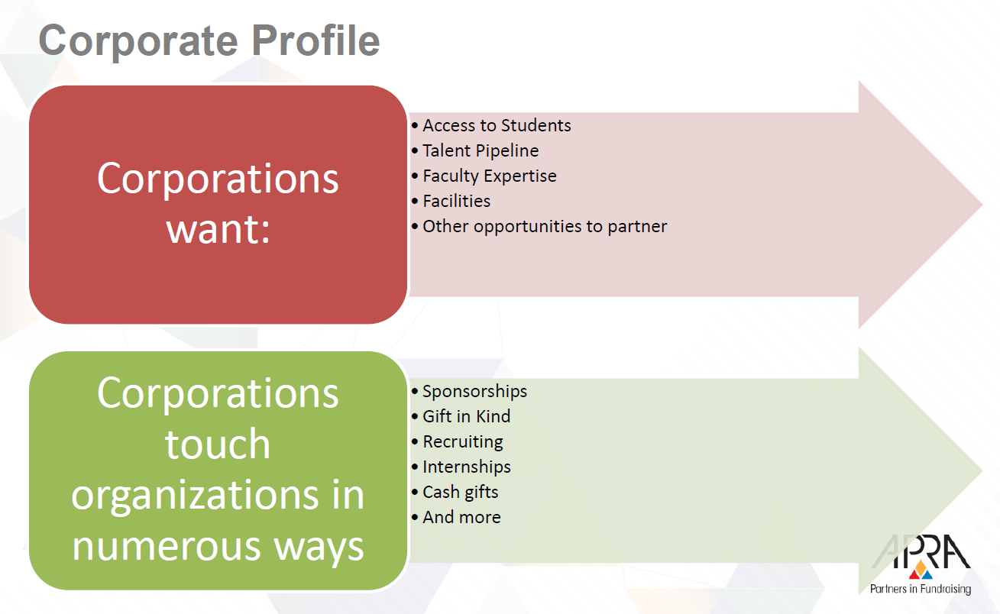 Corporate Profile
Corporations
want:
• Access to Students
• Talent Pipeline
• Faculty Expertise
• Facilities
• Other opportunities to partner
Corporations
touch
organizations in
numerous ways
• Sponsorships
• Gift in Kind
• Recruiting
• Internships
• Cash gifts
• And more
APRA
Partners in Fundraising